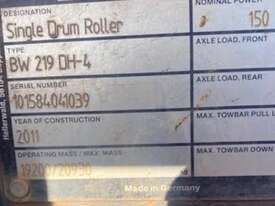 DESIGNATION
NOMINAL POWER
Single Drum Roller
150
TYPE
AXLE LOAD, FRONT
BW 219 DH-4
SERIAL NUMBER
AXLE LOAD, REAR
101584041039
YEAR OF CONSTRUCTION
MAX. TOWBAR PULL
2011
OPERATING MASS / MAX. MASS
MAX. TOWBAR DOWN
19200/20930
Made in Germany